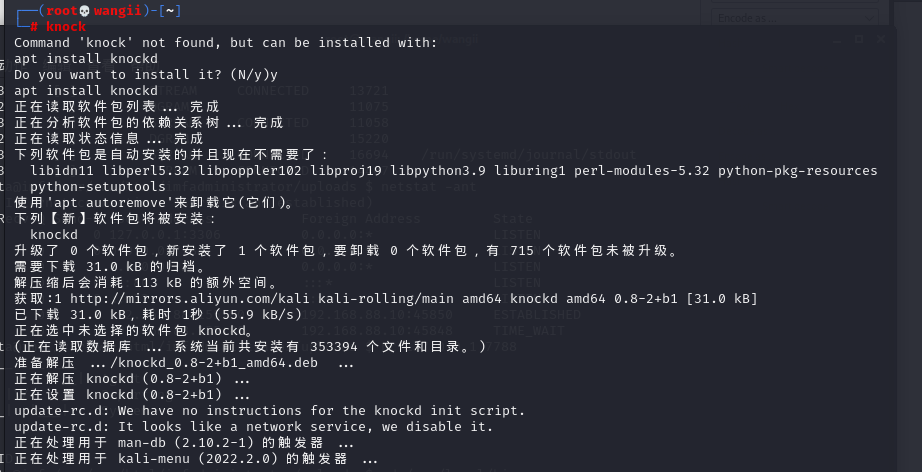 ┌──(root💀wangii)-[~]
└─# knock
Command 'knock' not found, but can be installed with:
apt install knockd
Do you want to install it? (N/y)y
apt install knockd
正在读取软件包列表... 完成
正在分析软件包的依赖关系树... 完成
正在读取状态信息... 完成
下列软件包是自动安装的并且现在不需要了：
  libidn11 libperl5.32 libpoppler102 libproj19 libpython3.9 liburing1 perl-modules-5.32 python-pkg-resources
  python-setuptools
使用'apt autoremove'来卸载它(它们)。
下列【新】软件包将被安装：
  knockd
升级了 0 个软件包，新安装了 1 个软件包，要卸载 0 个软件包，有 715 个软件包未被升级。
需要下载 31.0 kB 的归档。
解压缩后会消耗 113 kB 的额外空间。
获取:1 http://mirrors.aliyun.com/kali kali-rolling/main amd64 knockd amd64 0.8-2+b1 [31.0 kB]
已下载 31.0 kB，耗时 1秒 (55.9 kB/s)
正在选中未选择的软件包 knockd。
(正在读取数据库 ... 系统当前共安装有 353394 个文件和目录。)
准备解压 .../knockd_0.8-2+b1_amd64.deb  ...
正在解压 knockd (0.8-2+b1) ...
正在设置 knockd (0.8-2+b1) ...
update-rc.d: We have no instructions for the knockd init script.
update-rc.d: It looks like a network service, we disable it.
正在处理用于 man-db (2.10.2-1) 的触发器 ...
正在处理用于 kali-menu (2022.2.0) 的触发器 ...